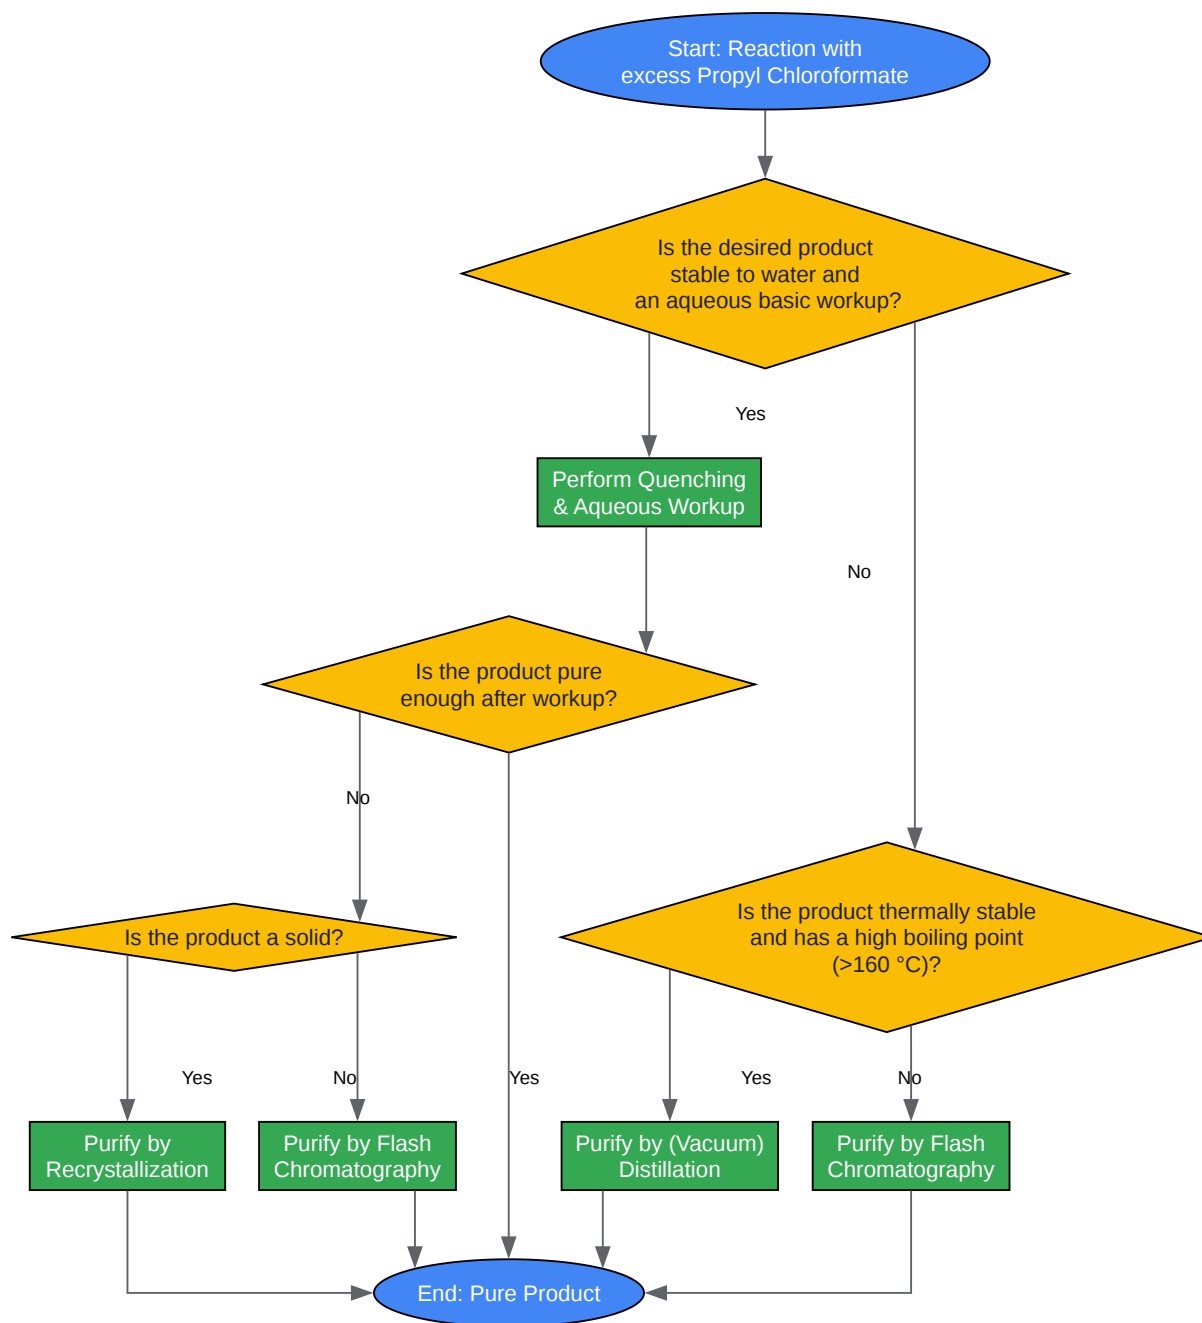 Start: Reaction with
excess Propyl Chloroformate
Is the desired product
stable to water and
an aqueous basic workup?
Yes
Perform Quenching
& Aqueous Workup
No
Is the product pure
enough after workup?
No
Is the product a solid?
Is the product thermally stable
and has a high boiling point
(>160 °C)?
Yes
No
Yes
Yes
No
Purify by
Recrystallization
Purify by Flash
Chromatography
Purify by (Vacuum)
Distillation
Purify by Flash
Chromatography
End: Pure Product